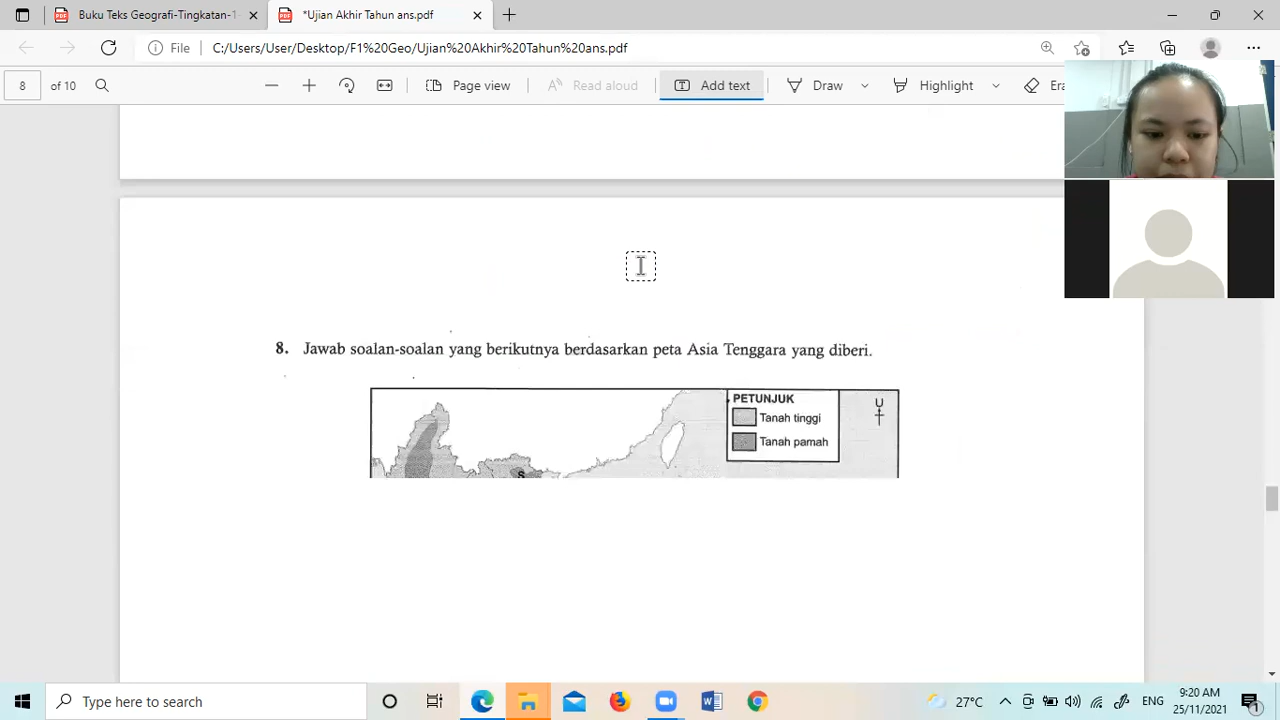 Buku Teks Geografi-Tingkatan-1
*Ujian Akhir Tahun ans.pdf
File
C:/Users/User/Desktop/F1%20Geo/Ujian%20Akhir%20Tahun%20ans.pdf
8
of 10
Page view
Read aloud
Add text
Draw
Highlight
Era
8. Jawab soalan-soalan yang berikutnya berdasarkan peta Asia Tenggara yang diberi.
PETUNJUK
Tanah tinggi
Tanah pamah
U
S
Type here to search
27°C
ENG
9:20 AM
25/11/2021
1